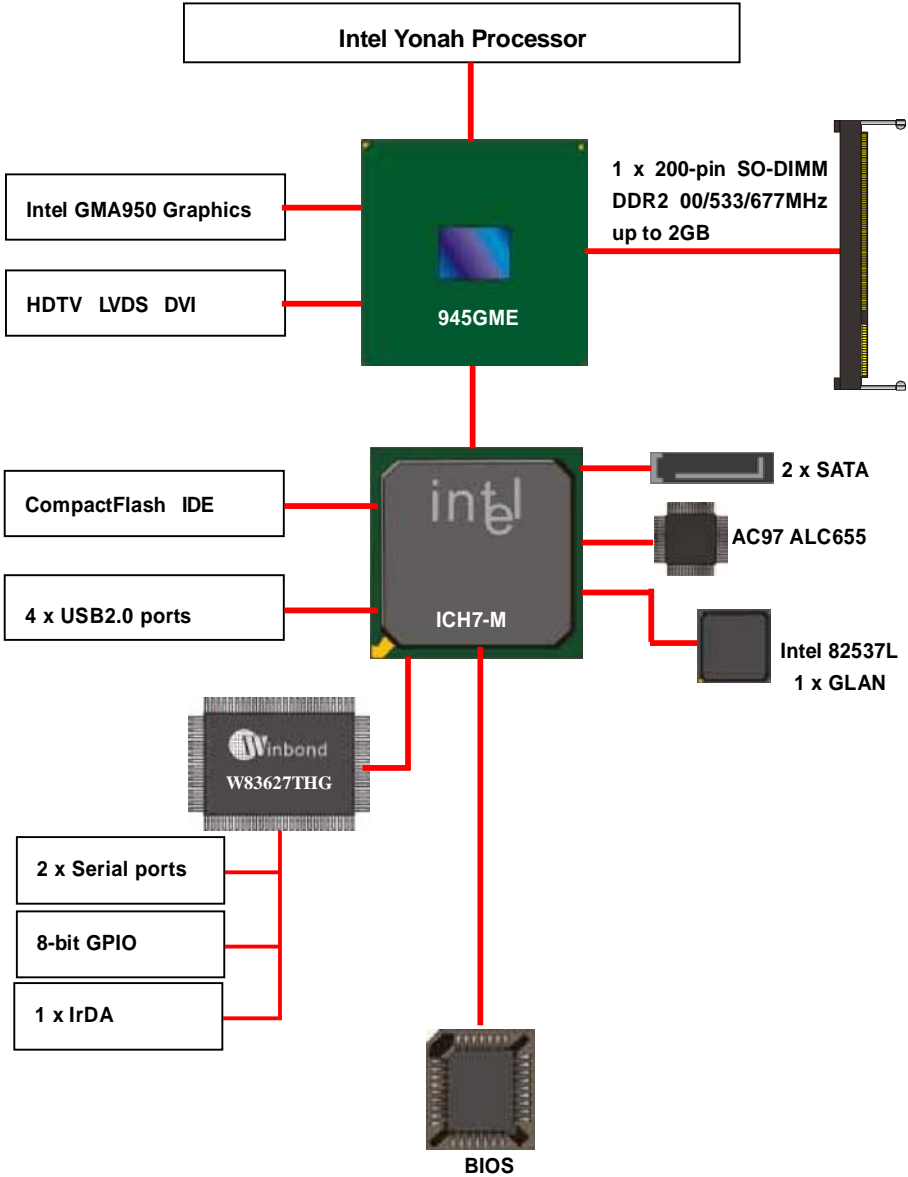 Intel Yonah Processor
1 x 200-pin SO-DIMM
DDR2 00/533/677MHz
up to 2GB
Intel GMA950 Graphics
HDTV LVDS DVI
945GME
2 x SATA
CompactFlash IDE
intel
AC97 ALC655
4 x USB2.0 ports
ICH7-M
Intel 82537L
1 x GLAN
Winbond
W83627THG
2 x Serial ports
8-bit GPIO
1 x IrDA
BIOS